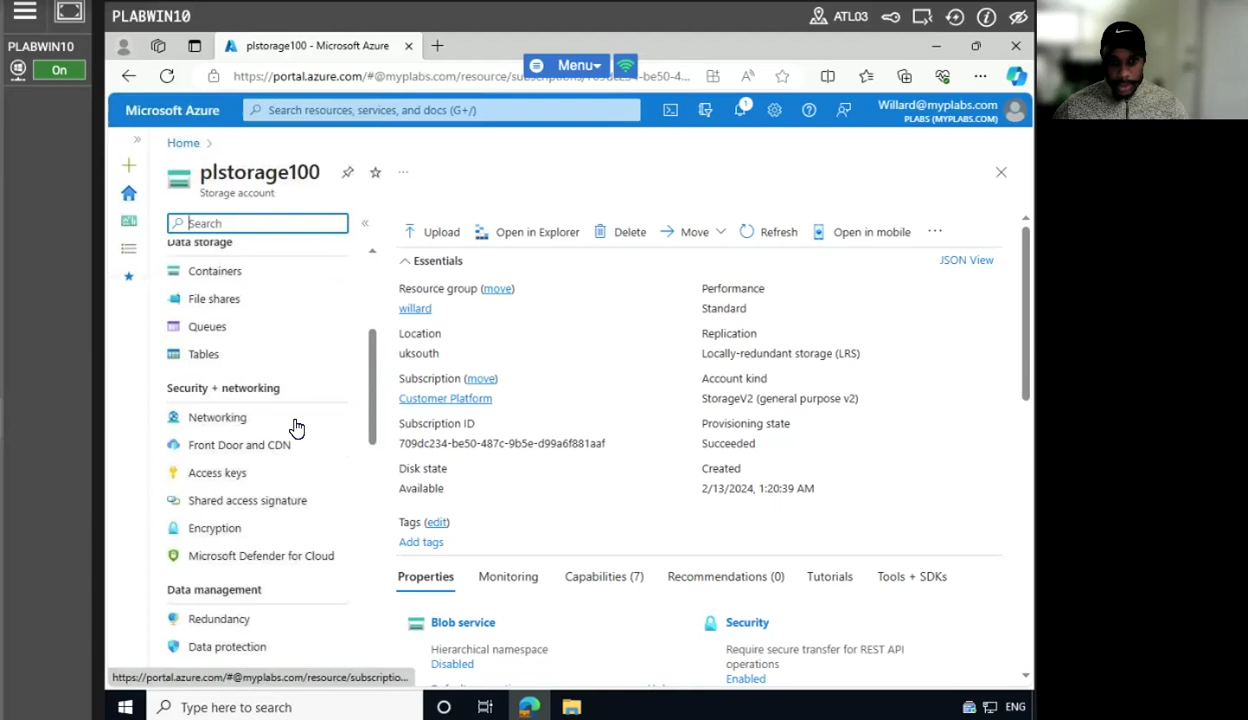 PLABWIN10
ATL03
PLABWIN10
On
plstorage100 - Microsoft Azure
Menu
https://portal.azure.com/#@myplabs.com/resource/subscriptions/709dc234-be50-4...
Microsoft Azure
Search resources, services, and docs (G+/)
1
Willard@myplabs.com
PLABS (MYPLABS.COM)
Home
plstorage100
Storage account
Search
Upload
Open in Explorer
Delete
Move
Refresh
Open in mobile
Data storage
Containers
File shares
Queues
Tables
Security + networking
Networking
Front Door and CDN
Access keys
Shared access signature
Encryption
Microsoft Defender for Cloud
Data management
Redundancy
Data protection
Essentials
JSON View
Resource group (move)
willard
Location
uksouth
Subscription (move)
Customer Platform
Subscription ID
709dc234-be50-487c-9b5e-d99a6f881aaf
Disk state
Available
Tags (edit)
Add tags
Performance
Standard
Replication
Locally-redundant storage (LRS)
Account kind
StorageV2 (general purpose v2)
Provisioning state
Succeeded
Created
2/13/2024, 1:20:39 AM
Properties
Monitoring
Capabilities (7)
Recommendations (0)
Tutorials
Tools + SDKs
Blob service
Hierarchical namespace
Disabled
Security
Require secure transfer for REST API
operations
Enabled
https://portal.azure.com/#@myplabs.com/resource/subscriptio...
Type here to search
ENG